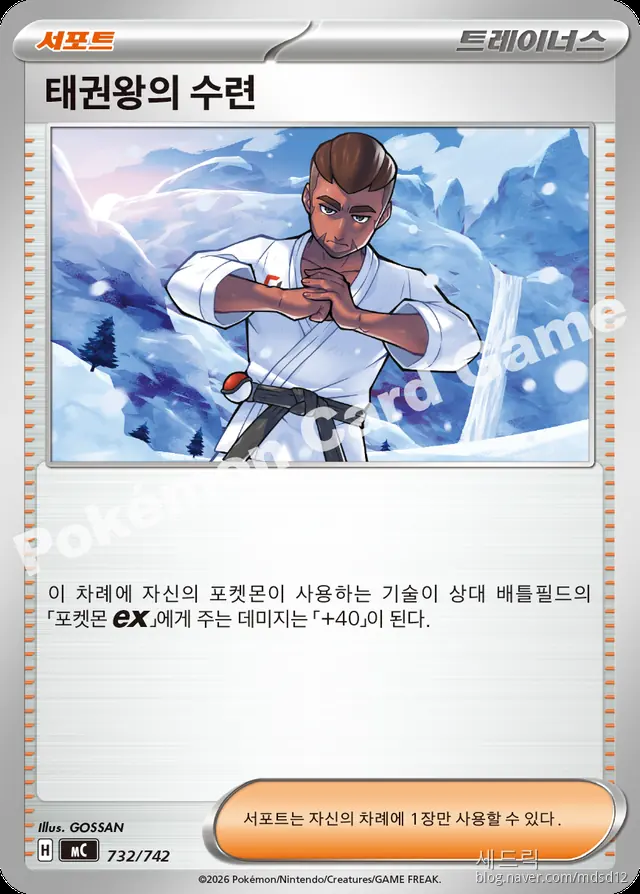 서포트
트레이너스
태권왕의 수련
Pokémon Card Game
이 차례에 자신의 포켓몬이 사용하는 기술이 상대 배틀필드의
「포켓몬 ex」에게 주는 데미지는 「+40」이 된다.
서포트는 자신의 차례에 1장만 사용할 수 있다.
Illus. GOSSAN
H MC 732/742
©2026 Pokémon/Nintendo/Creatures/GAME FREAK.
세드릭
blog.naver.com/mdsd12